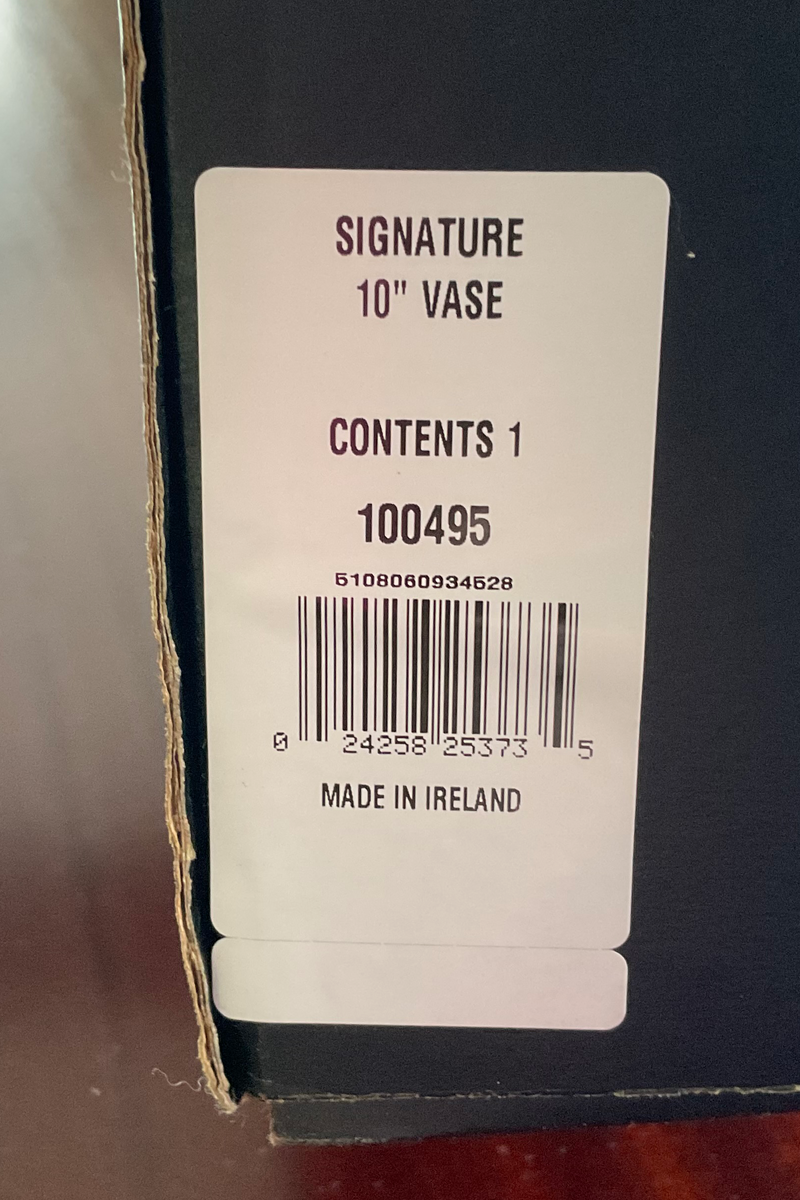 SIGNATURE
10" VASE
CONTENTS 1
100495
5108060934528
0 24258 25373 5
MADE IN IRELAND